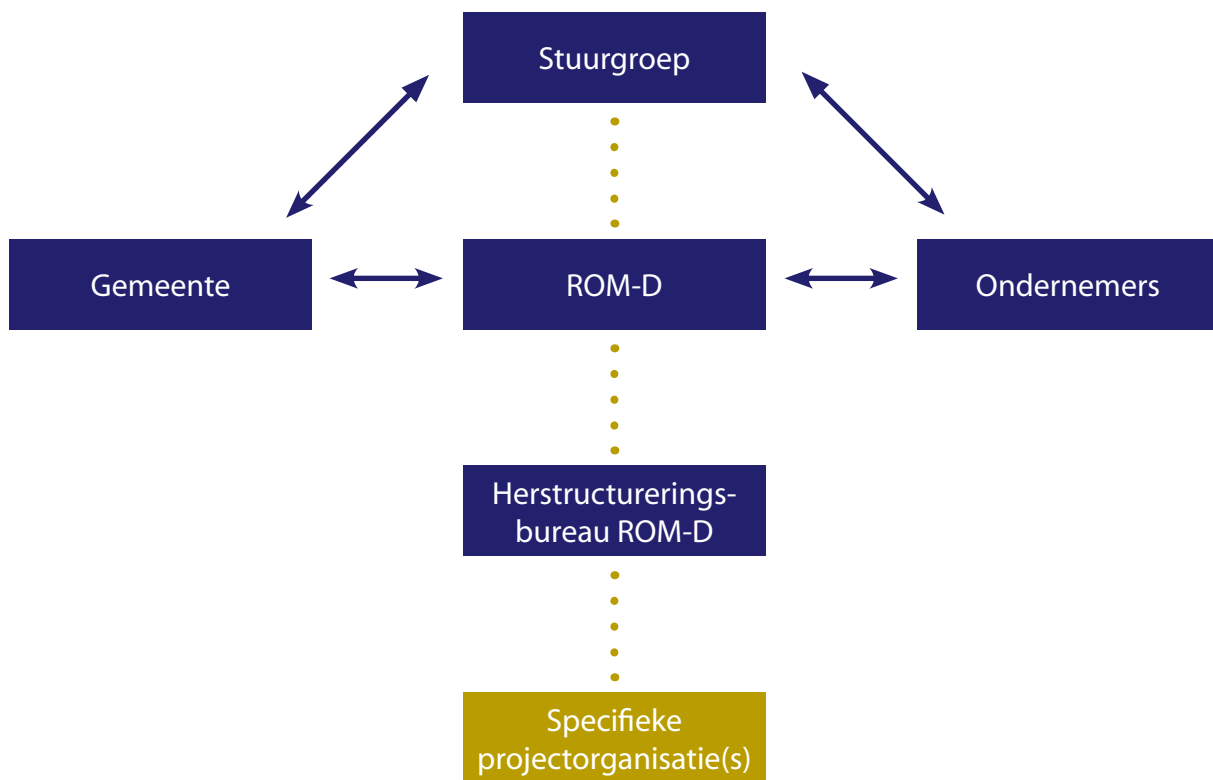 Stuurgroep
Gemeente
ROM-D
Ondernemers
Herstructurerings-
bureau ROM-D
Specifieke
projectorganisatie(s)